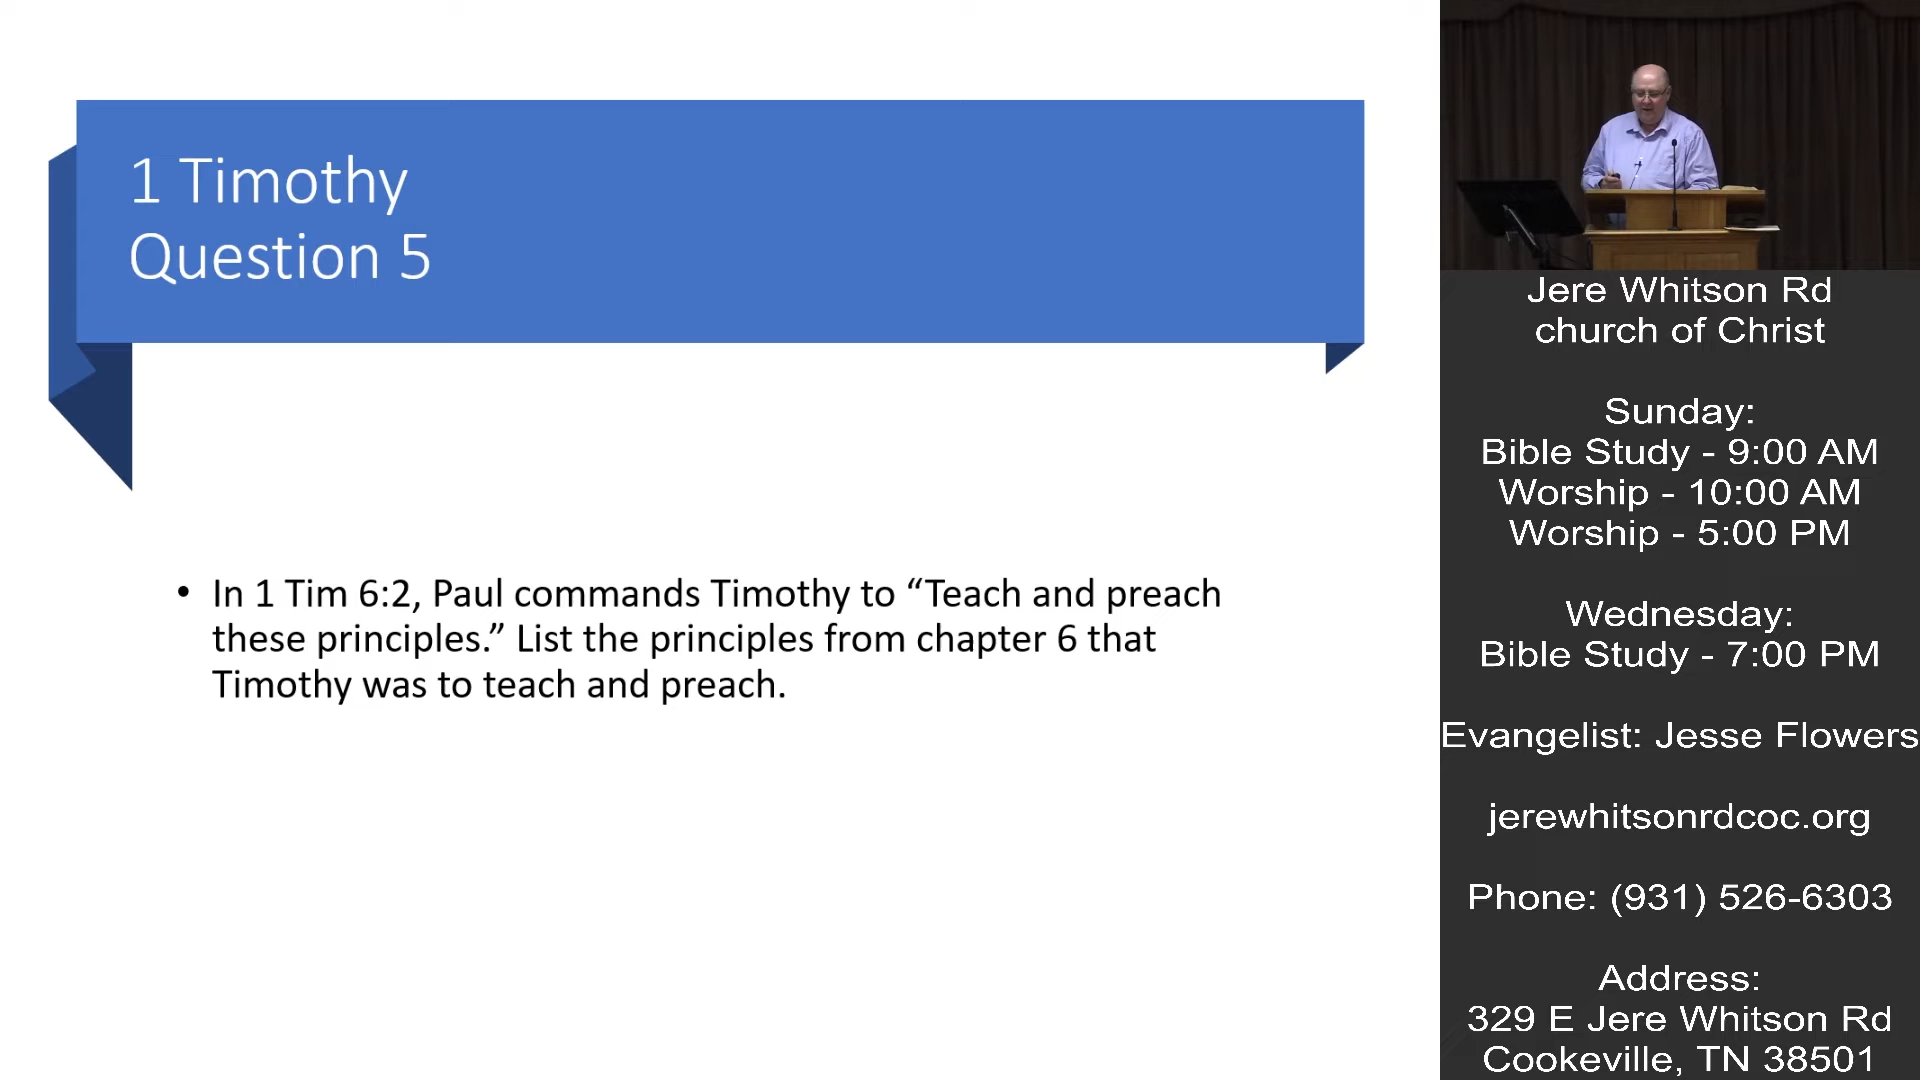 1 Timothy
Question 5
• In 1 Tim 6:2, Paul commands Timothy to “Teach and preach
these principles.” List the principles from chapter 6 that
Timothy was to teach and preach.
Jere Whitson Rd
church of Christ
Sunday:
Bible Study - 9:00 AM
Worship - 10:00 AM
Worship - 5:00 PM
Wednesday:
Bible Study - 7:00 PM
Evangelist: Jesse Flowers
jerewhitsonrdcoc.org
Phone: (931) 526-6303
Address:
329 E Jere Whitson Rd
Cookeville, TN 38501